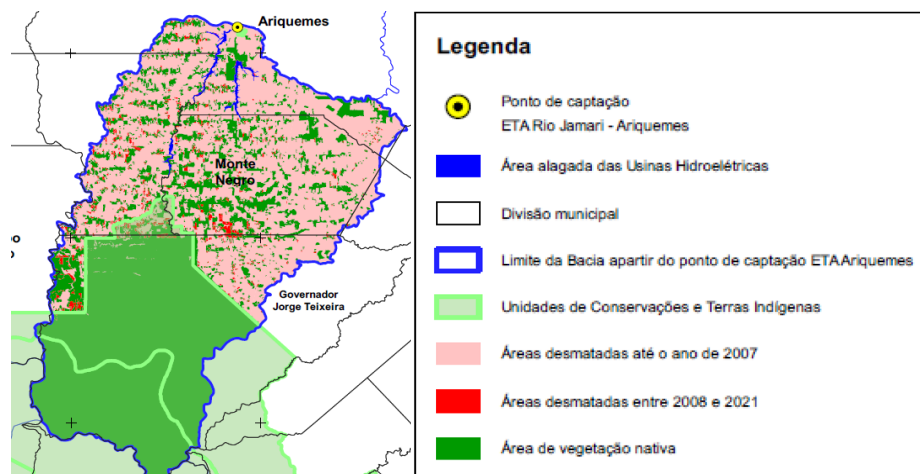 Ariquemes
Monte
Negro
Governador
Jorge Teixeira
Legenda
Ponto de captação
ETA Rio Jamari - Ariquemes
Área alagada das Usinas Hidroelétricas
Divisão municipal
Limite da Bacia apartir do ponto de captação ETA Ariquemes
Unidades de Conservações e Terras Indígenas
Áreas desmatadas até o ano de 2007
Áreas desmatadas entre 2008 e 2021
Área de vegetação nativa